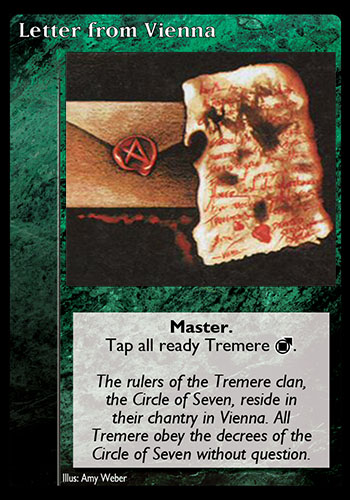 Letter from Vienna
Master.
Tap all ready Tremere.
The rulers of the Tremere clan,
the Circle of Seven, reside in
their chantry in Vienna. All
Tremere obey the decrees of the
Circle of Seven without question.
Illus: Amy Weber